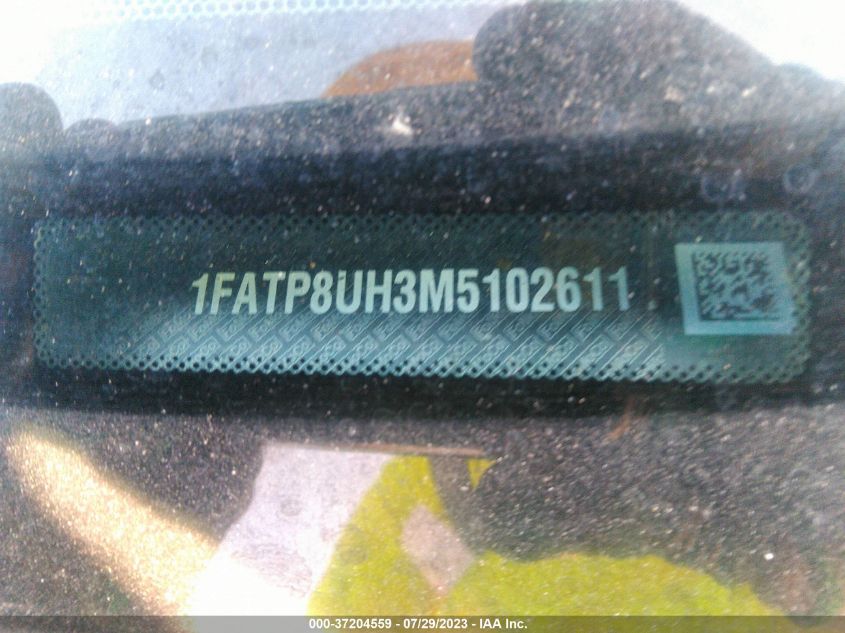 1FATP8UH3M5102611
000-37204559 - 07/29/2023 - IAA Inc.